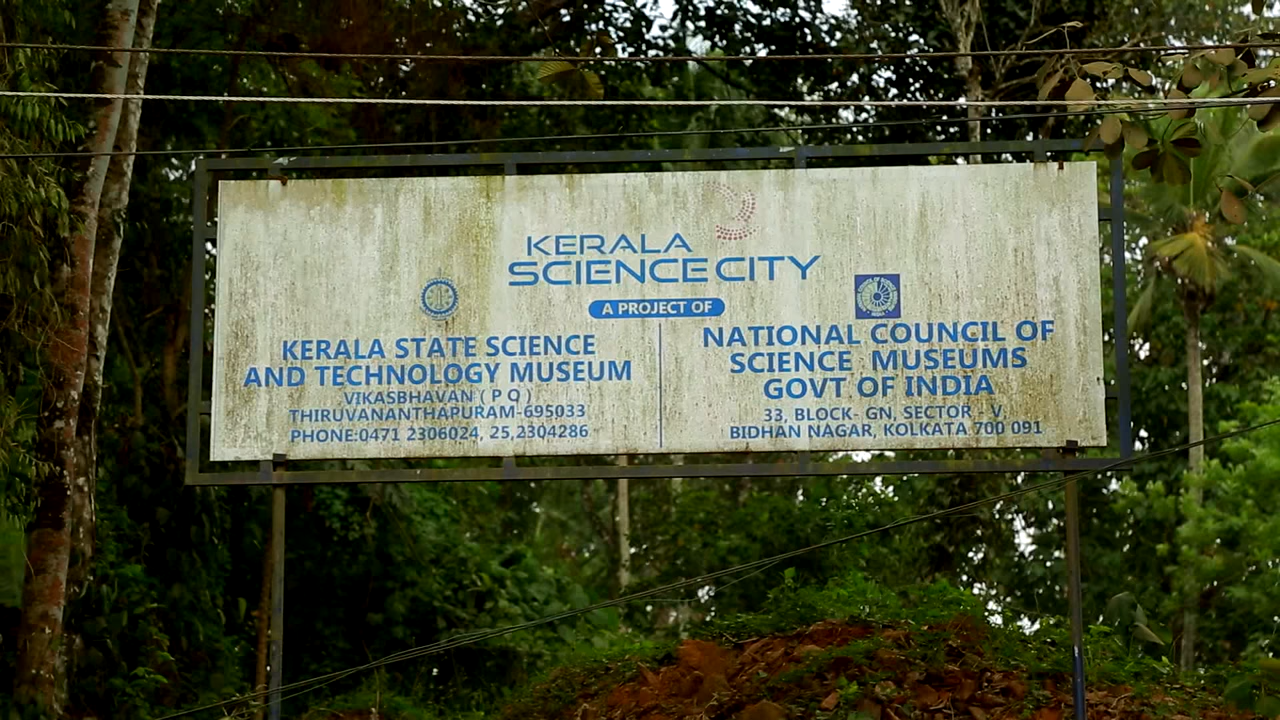 KERALA
SCIENCE CITY
A PROJECT OF
KERALA STATE SCIENCE
AND TECHNOLOGY MUSEUM
VIKASBHAVAN ( P O )
THIRUVANANTHAPURAM-695033
PHONE:0471 2306024, 25,2304286
NATIONAL COUNCIL OF
SCIENCE MUSEUMS
GOVT OF INDIA
33, BLOCK- GN, SECTOR - V,
BIDHAN NAGAR, KOLKATA 700 091